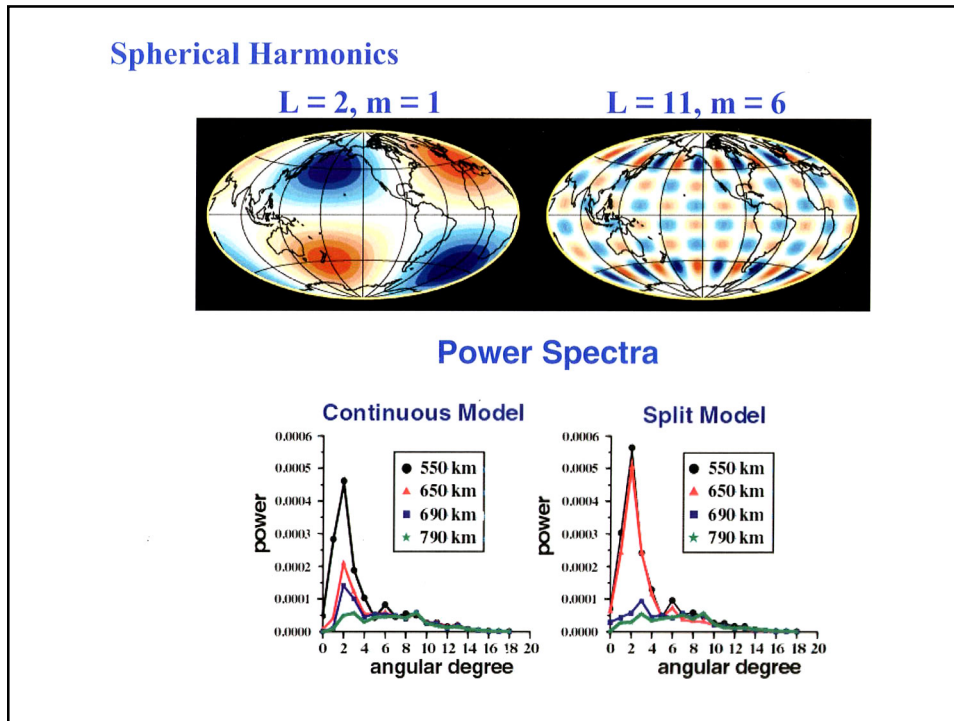 Spherical Harmonics
L = 2, m = 1
L = 11, m = 6
Power Spectra
Continuous Model
0.0006
0.0005
0.0004
0.0003
0.0002
0.0001
0.0000
power
550 km
650 km
690 km
790 km
0 2 4 6 8 10 12 14 16 18 20
angular degree
Split Model
0.0006
0.0005
0.0004
0.0003
0.0002
0.0001
0.0000
power
550 km
650 km
690 km
790 km
0 2 4 6 8 10 12 14 16 18 20
angular degree